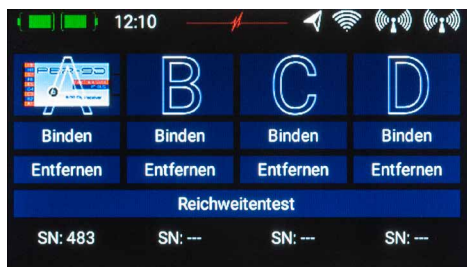 12:10
A B C D
Binden Binden Binden Binden
Entfernen Entfernen Entfernen Entfernen
Reichweitentest
SN: 483 SN: --- SN: --- SN: ---